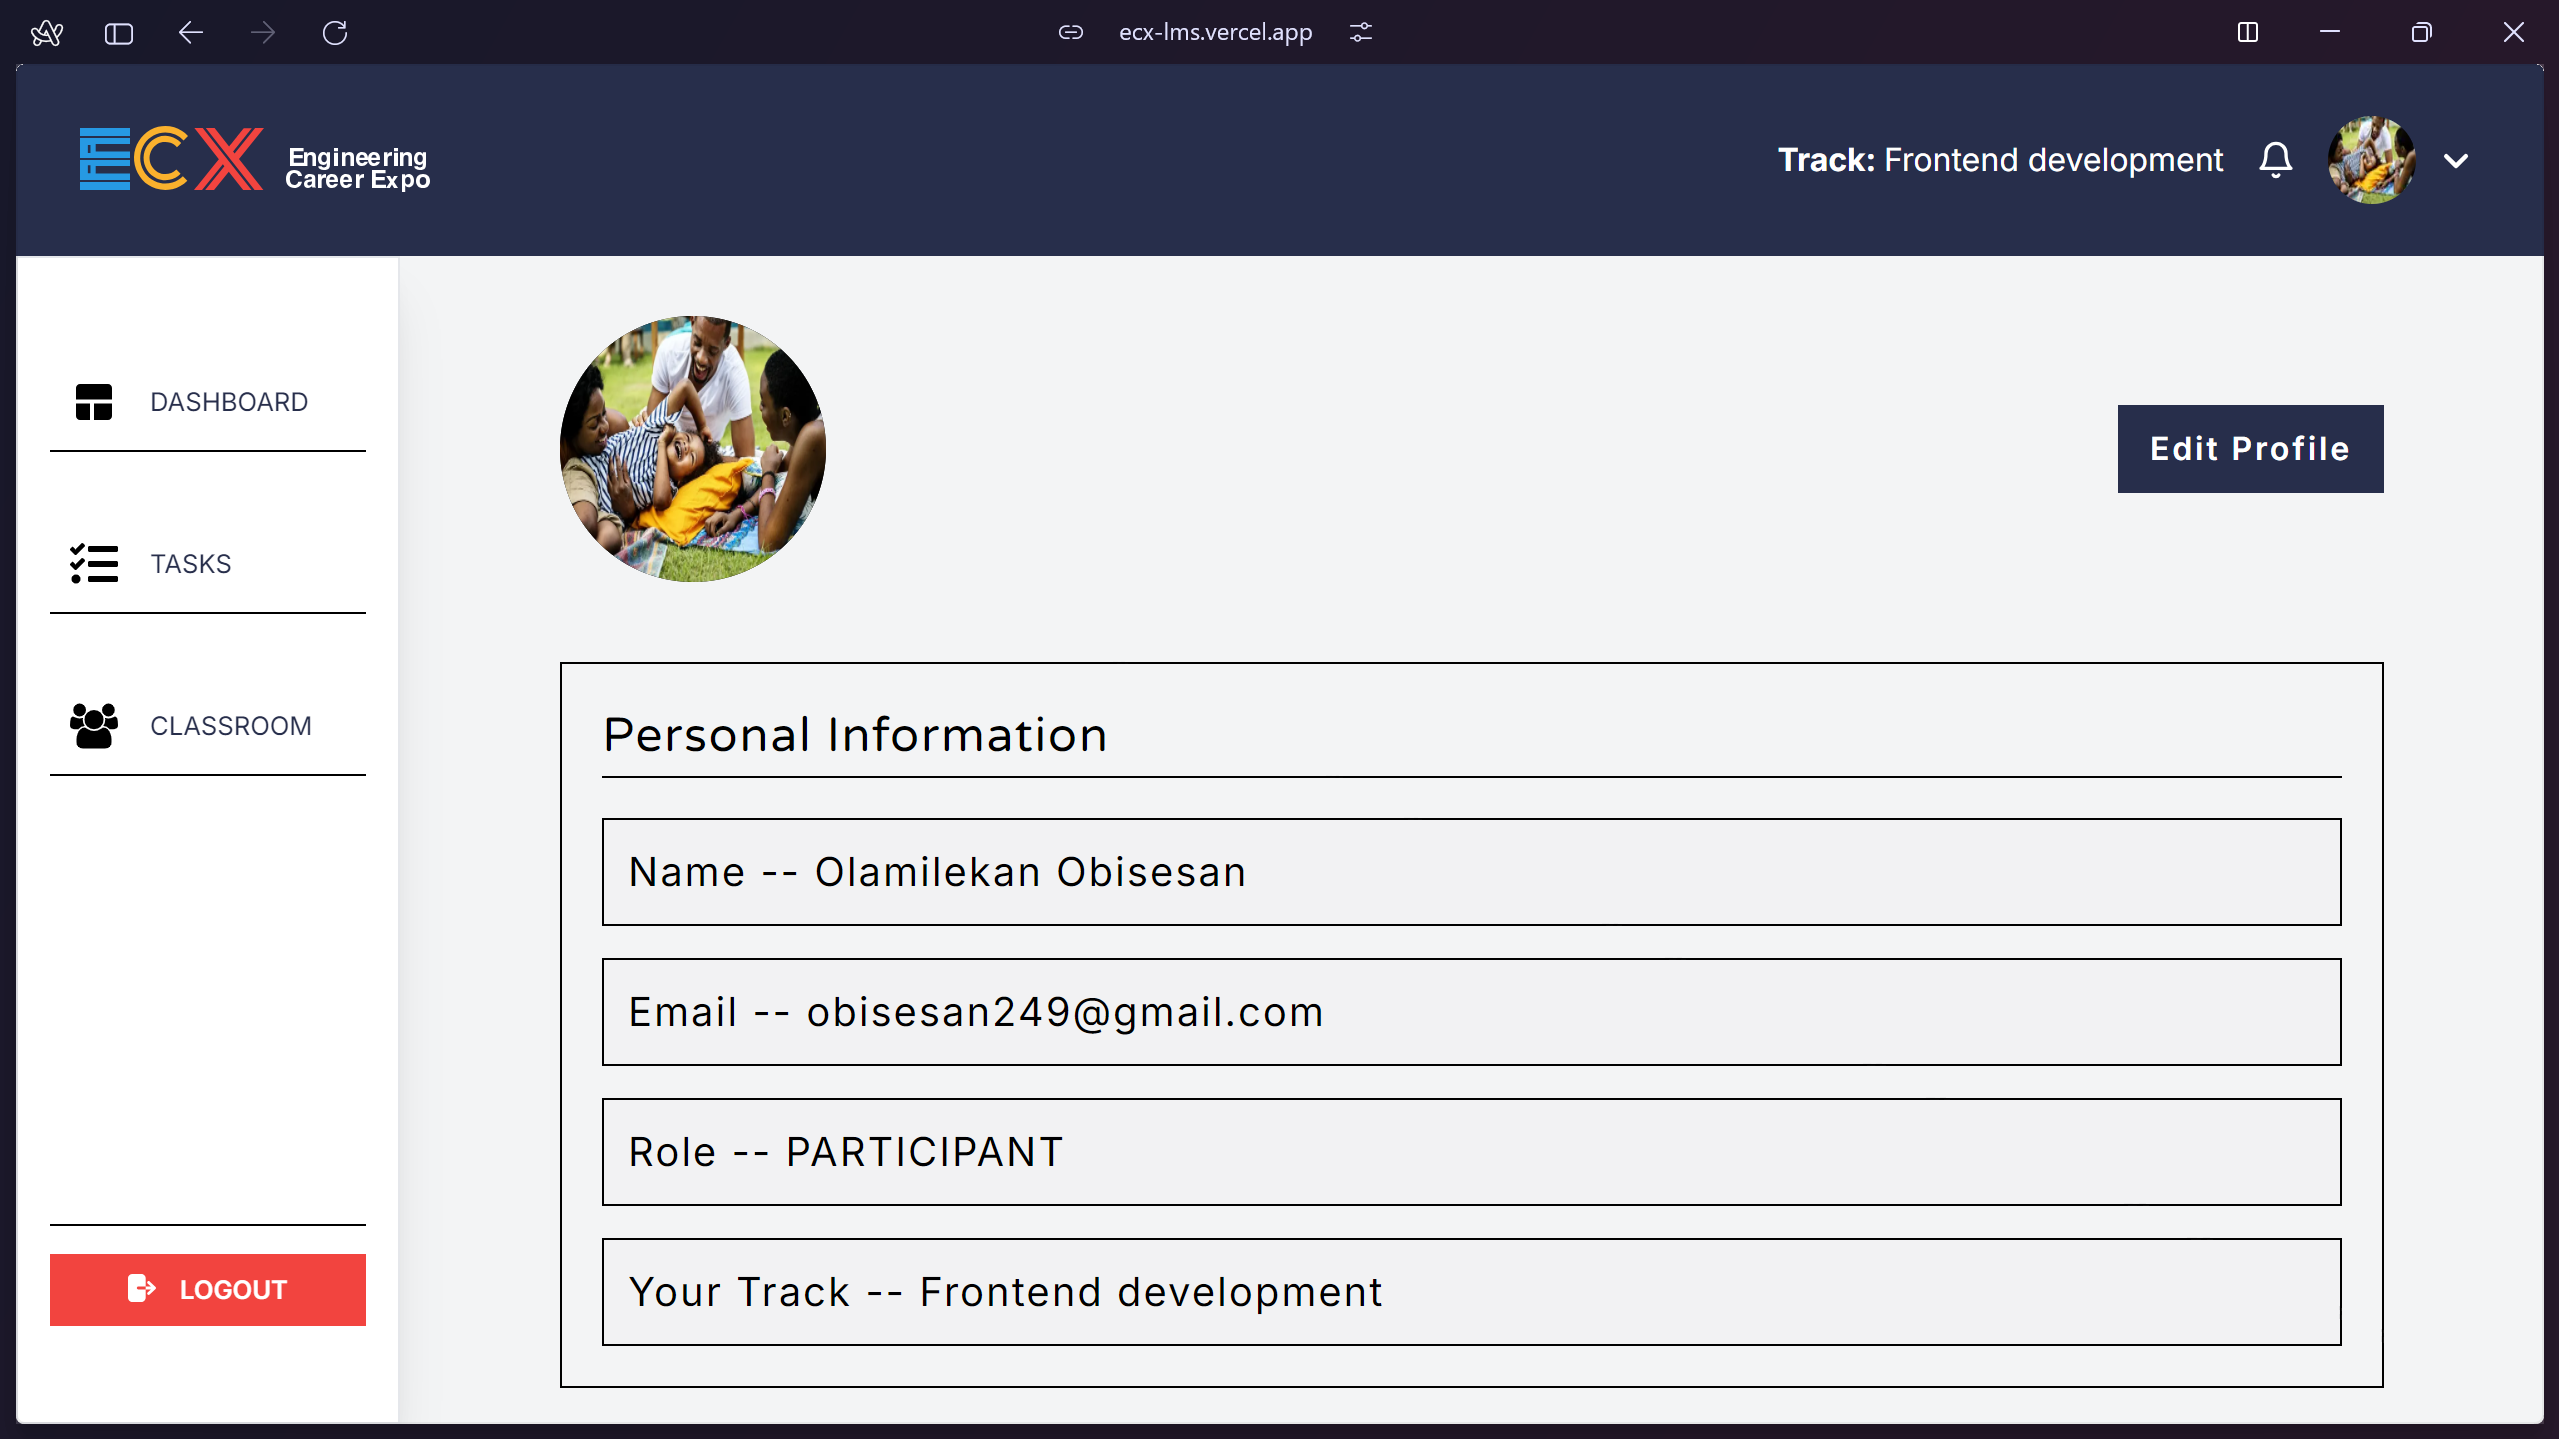 ecx-lms.vercel.app
ECX Engineering
Career Expo
Track: Frontend development
DASHBOARD
TASKS
CLASSROOM
LOGOUT
Edit Profile
Personal Information
Name -- Olamilekan Obisesan
Email -- obisesan249@gmail.com
Role -- PARTICIPANT
Your Track -- Frontend development